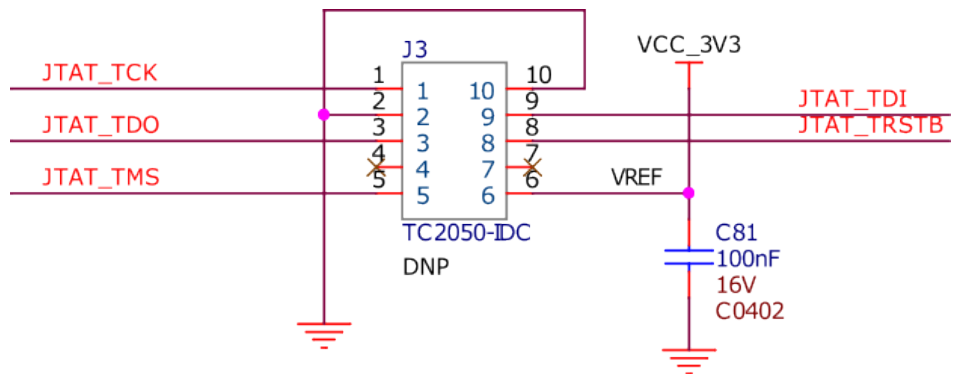 J3
VCC_3V3
JTAT_TCK
1 1 10 10
2 2 9 9
JTAT_TDI
JTAT_TDO
3 3 8 8
JTAT_TRSTB
4 4 7 7
JTAT_TMS
5 5 6 6
VREF
TC2050-IDC
DNP
C81
100nF
16V
C0402